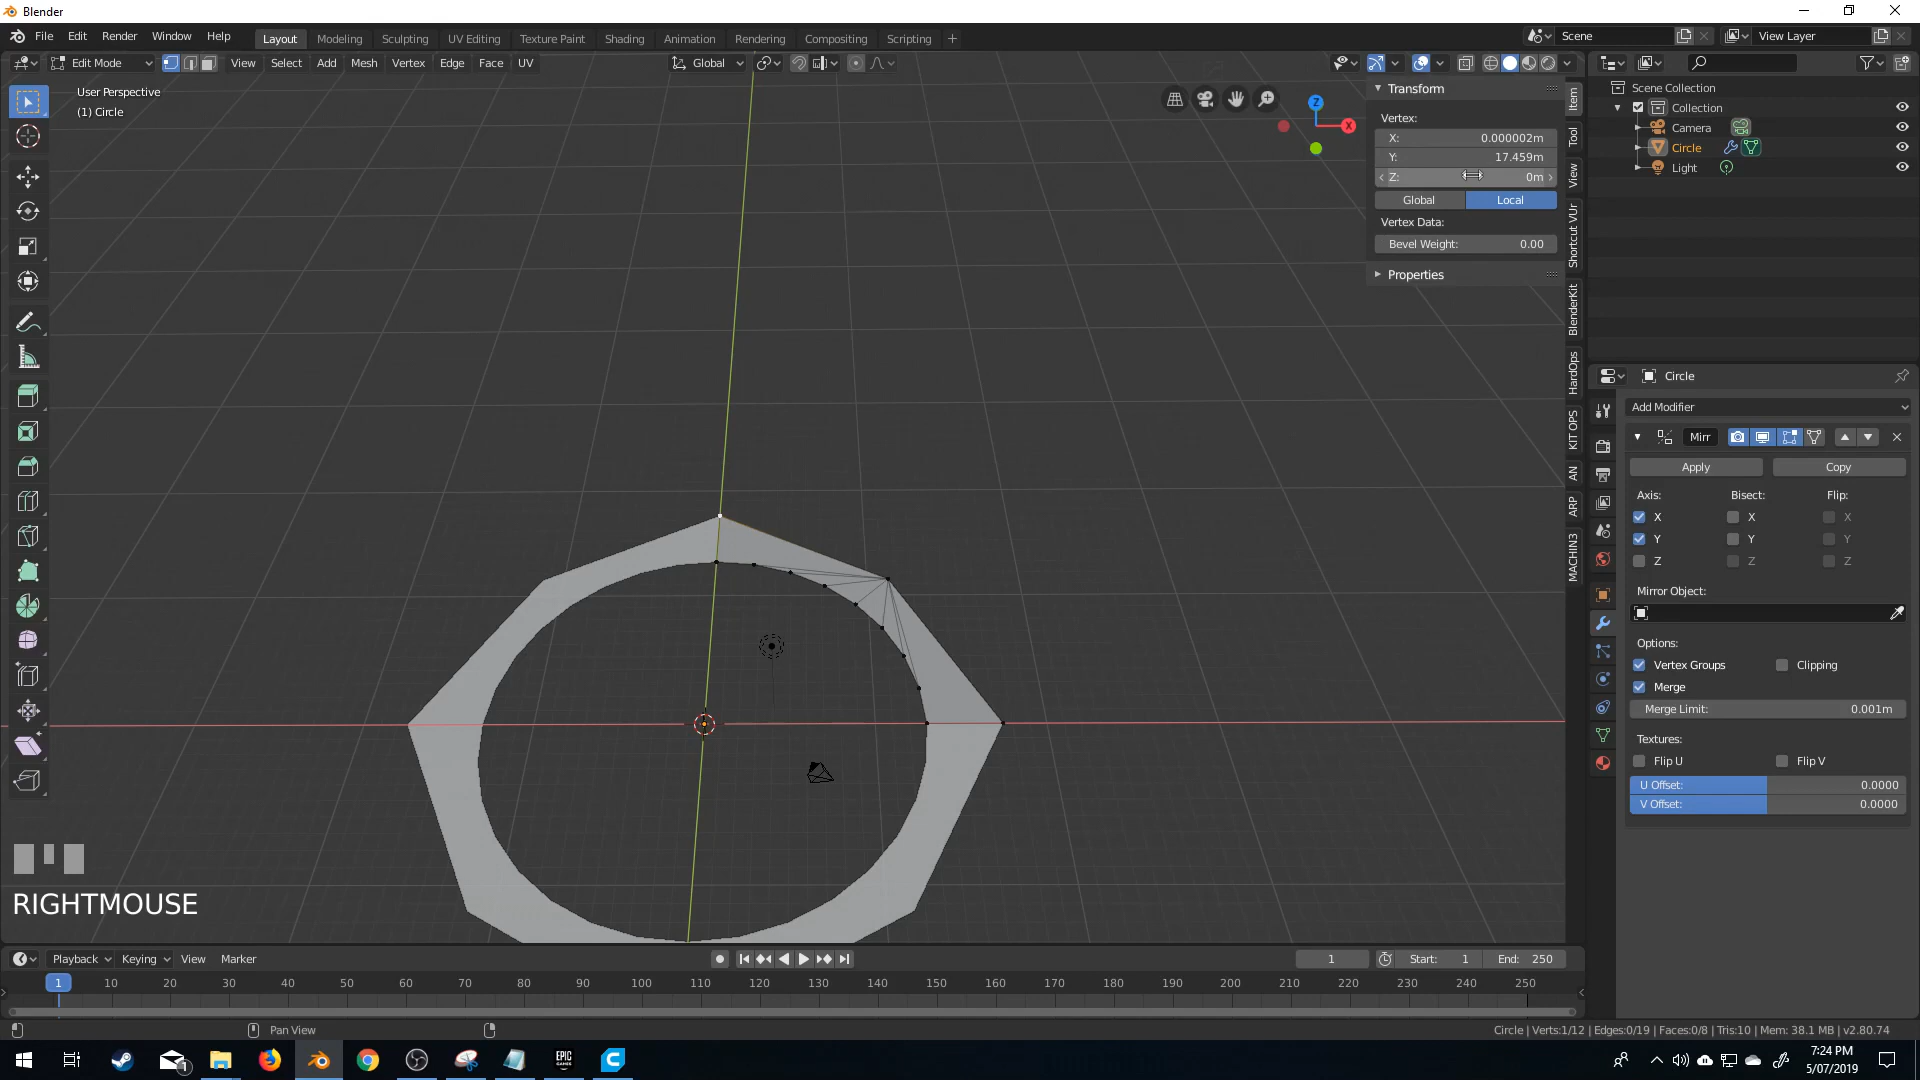 Blender
File Edit Render Window Help
Layout Modeling Sculpting UV Editing Texture Paint Shading Animation Rendering Compositing Scripting
Scene View Layer
Edit Mode View Select Add Mesh Vertex Edge Face UV
Global
User Perspective
(1) Circle
Z
X
Transform
Vertex:
X: 0.000002m
Y: 17.459m
Z: 0m
Global Local
Vertex Data:
Bevel Weight: 0.00
Properties
Item
Tool
View
Shortcut VUr
BlenderKit
HardOps
KIT OPS
AN
ARP
MACHIN3
Scene Collection
Collection
Camera
Circle
Light
Circle
Add Modifier
Mirr
Apply Copy
Axis: Bisect: Flip:
X X X
Y Y Y
Z Z Z
Mirror Object:
Options:
Vertex Groups Clipping
Merge
Merge Limit: 0.001m
Textures:
Flip U Flip V
U Offset: 0.0000
V Offset: 0.0000
RIGHTMOUSE
Playback Keying View Marker
1 Start: 1 End: 250
1 10 20 30 40 50 60 70 80 90 100 110 120 130 140 150 160 170 180 190 200 210 220 230 240 250
Pan View
Circle | Verts:1/12 | Edges:0/19 | Faces:0/8 | Tris:10 | Mem: 38.1 MB | v2.80.74
1
EPIC
GAMES
7:24 PM
5/07/2019